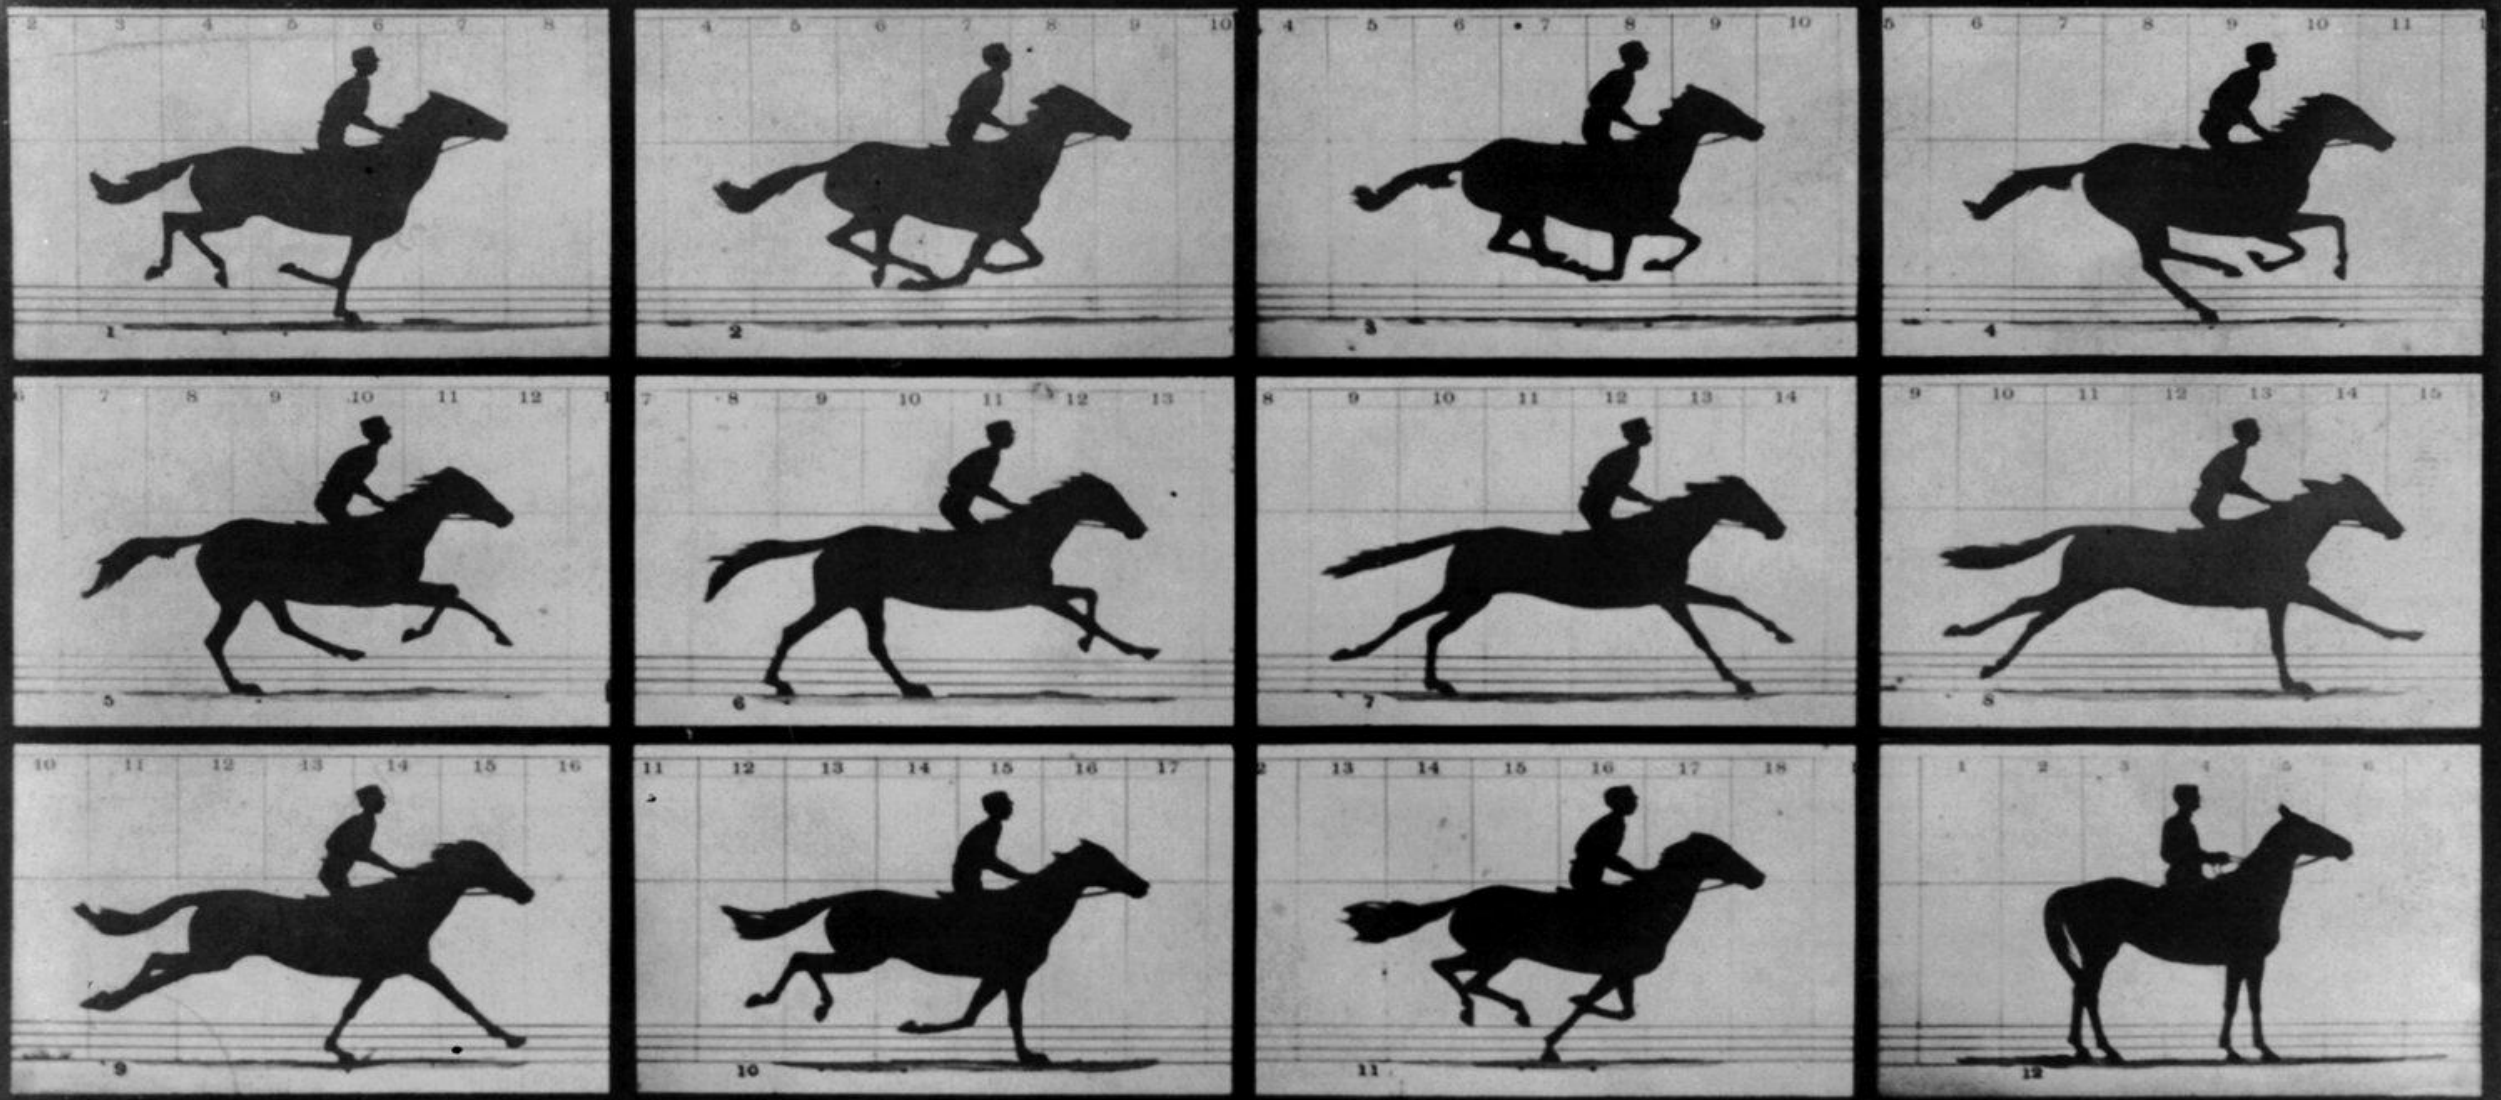 2 3 4 5 6 7 8
1
4 5 6 7 8 9 10
2
4 5 6 7 8 9 10
3
5 6 7 8 9 10 11
4
6 7 8 9 10 11 12
5
7 8 9 10 11 12 13
6
8 9 10 11 12 13 14
7
9 10 11 12 13 14 15
8
10 11 12 13 14 15 16
9
11 12 13 14 15 16 17
10
13 14 15 16 17 18
11
1 2 3 4 5 6 7
12